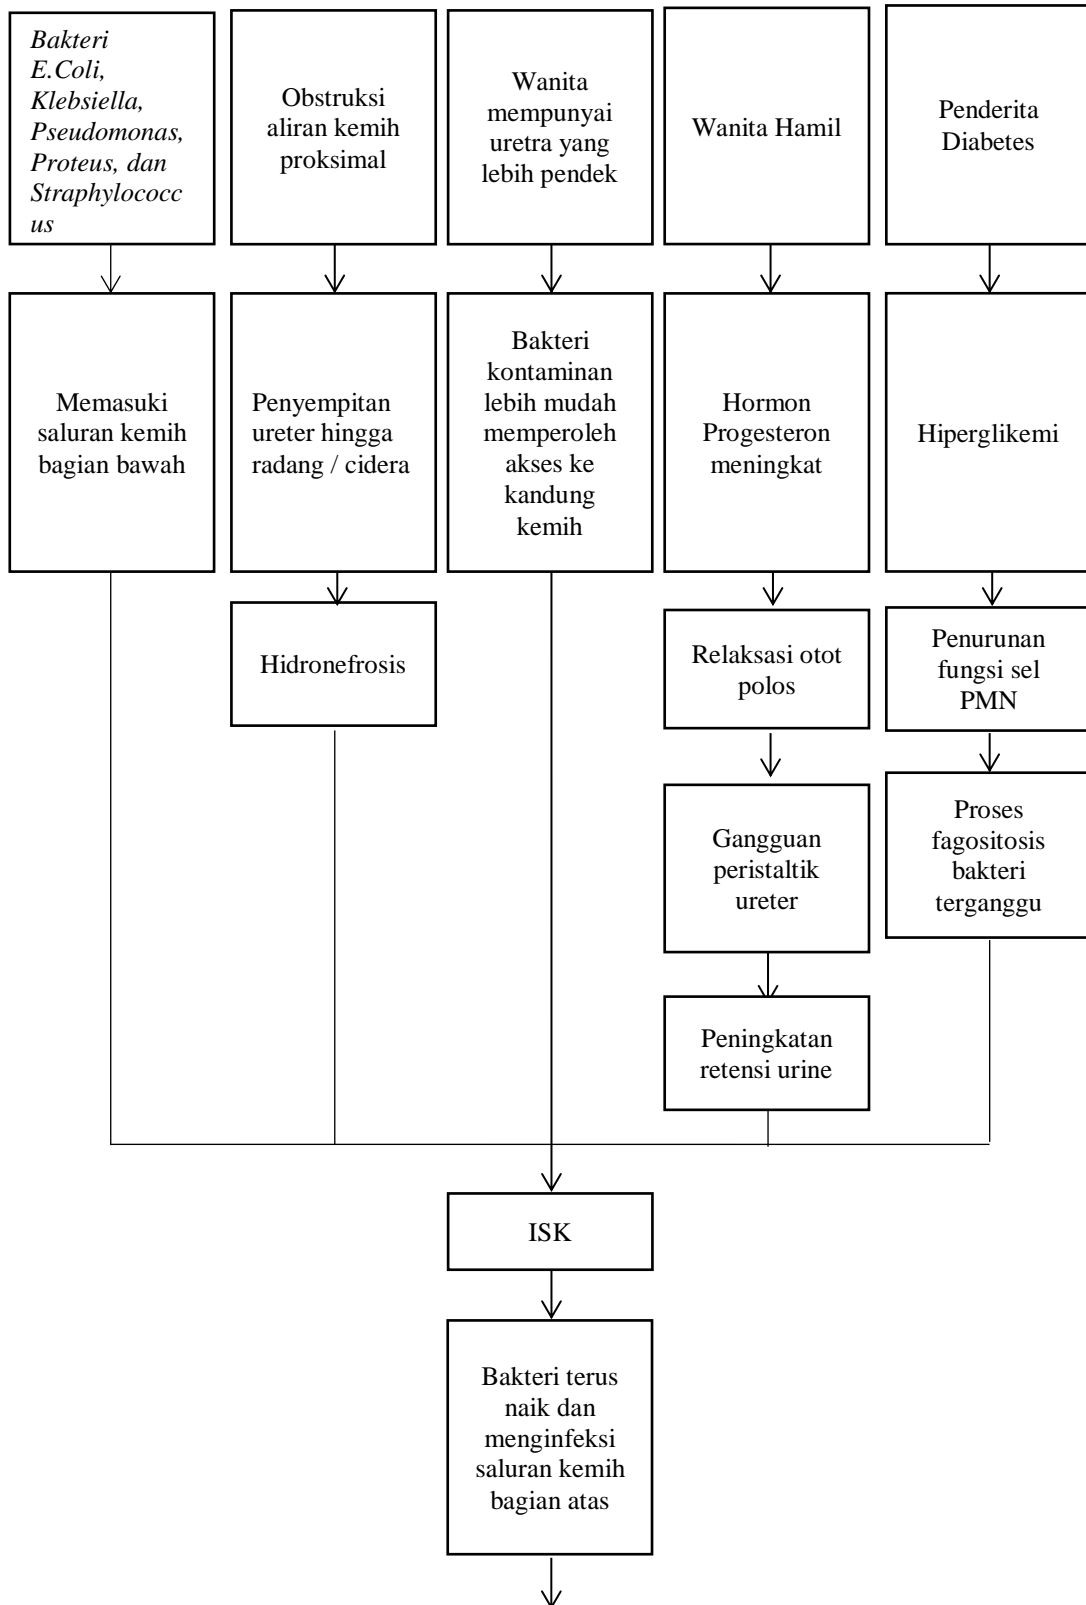 Bakteri
E.Coli,
Klebsiella,
Pseudomonas,
Proteus, dan
Straphylococc
us
Obstruksi
aliran kemih
proksimal
Wanita
mempunyai
uretra yang
lebih pendek
Wanita Hamil
Penderita
Diabetes
Memasuki
saluran kemih
bagian bawah
Penyempitan
ureter hingga
radang / cidera
Bakteri
kontaminan
lebih mudah
memperoleh
akses ke
kandung
kemih
Hormon
Progesteron
meningkat
Hiperglikemi
Hidronefrosis
Relaksasi otot
polos
Penurunan
fungsi sel
PMN
Gangguan
peristaltik
ureter
Proses
fagositosis
bakteri
terganggu
Peningkatan
retensi urine
ISK
Bakteri terus
naik dan
menginfeksi
saluran kemih
bagian atas